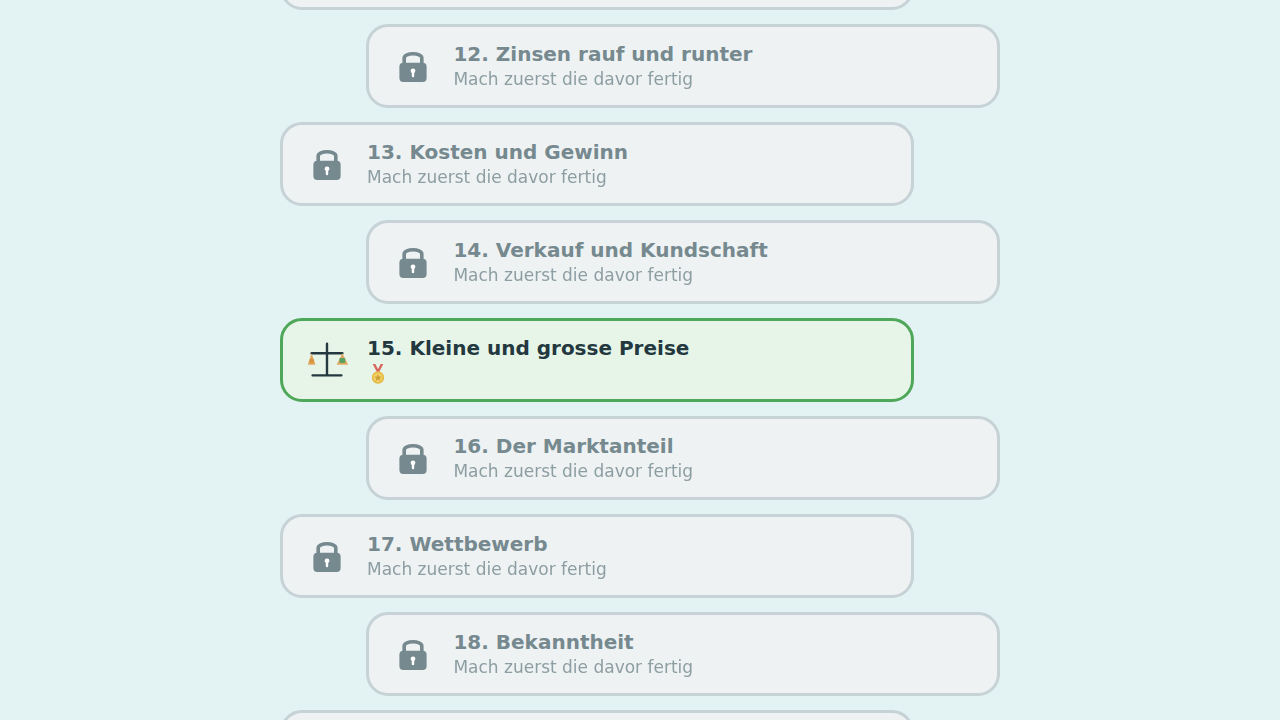 12. Zinsen rauf und runter
Mach zuerst die davor fertig
13. Kosten und Gewinn
Mach zuerst die davor fertig
14. Verkauf und Kundschaft
Mach zuerst die davor fertig
15. Kleine und grosse Preise
16. Der Marktanteil
Mach zuerst die davor fertig
17. Wettbewerb
Mach zuerst die davor fertig
18. Bekanntheit
Mach zuerst die davor fertig